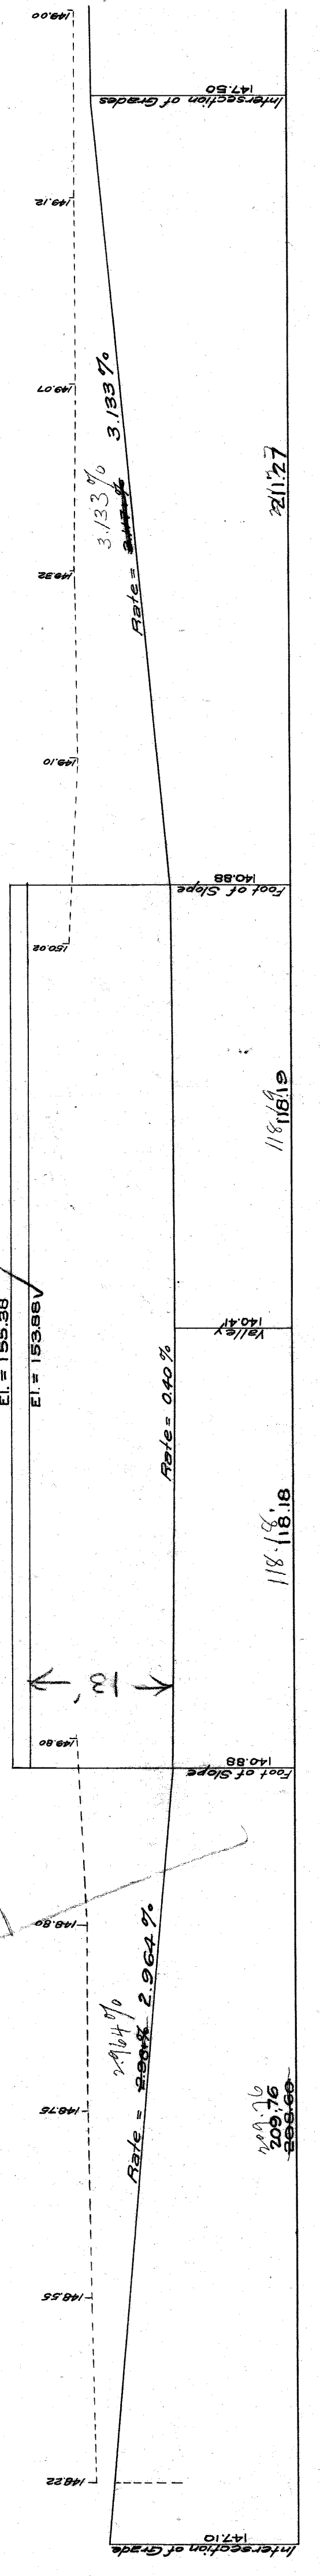 149.00
Intersection of Grades
147.50
149.12
149.07
3.133%
Rate = 3.133%
149.32
211.27
149.10
Foot of Slope
140.88
150.02
118.19
118.19
El. = 155.38
El. = 153.88
Valley
140.41
Rate = 0.40%
118.18'
118.18
13'
149.80
Foot of Slope
140.88
148.80
2.964%
Rate = 2.964%
148.75
209.76
209.76
208.60
148.55
148.22
Intersection of Grade
147.10